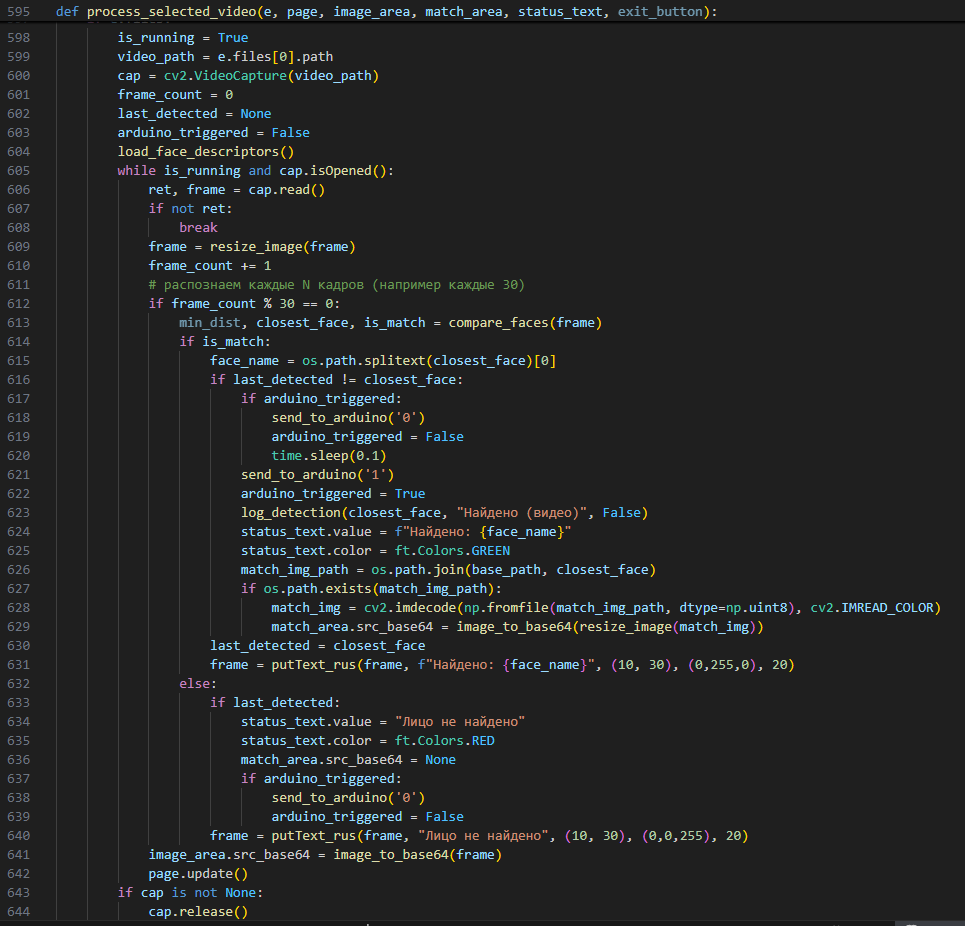 595 def process_selected_video(e, page, image_area, match_area, status_text, exit_button):
598         is_running = True
599         video_path = e.files[0].path
600         cap = cv2.VideoCapture(video_path)
601         frame_count = 0
602         last_detected = None
603         arduino_triggered = False
604         load_face_descriptors()
605         while is_running and cap.isOpened():
606             ret, frame = cap.read()
607             if not ret:
608                 break
609             frame = resize_image(frame)
610             frame_count += 1
611             # распознаем каждые N кадров (например каждые 30)
612             if frame_count % 30 == 0:
613                 min_dist, closest_face, is_match = compare_faces(frame)
614                 if is_match:
615                     face_name = os.path.splitext(closest_face)[0]
616                     if last_detected != closest_face:
617                         if arduino_triggered:
618                             send_to_arduino('0')
619                             arduino_triggered = False
620                             time.sleep(0.1)
621                         send_to_arduino('1')
622                         arduino_triggered = True
623                         log_detection(closest_face, "Найдено (видео)", False)
624                         status_text.value = f"Найдено: {face_name}"
625                         status_text.color = ft.Colors.GREEN
626                         match_img_path = os.path.join(base_path, closest_face)
627                         if os.path.exists(match_img_path):
628                             match_img = cv2.imdecode(np.fromfile(match_img_path, dtype=np.uint8), cv2.IMREAD_COLOR)
629                             match_area.src_base64 = image_to_base64(resize_image(match_img))
630                     last_detected = closest_face
631                     frame = putText_rus(frame, f"Найдено: {face_name}", (10, 30), (0,255,0), 20)
632                 else:
633                     if last_detected:
634                         status_text.value = "Лицо не найдено"
635                         status_text.color = ft.Colors.RED
636                         match_area.src_base64 = None
637                         if arduino_triggered:
638                             send_to_arduino('0')
639                             arduino_triggered = False
640                     frame = putText_rus(frame, "Лицо не найдено", (10, 30), (0,0,255), 20)
641             image_area.src_base64 = image_to_base64(frame)
642             page.update()
643         if cap is not None:
644             cap.release()